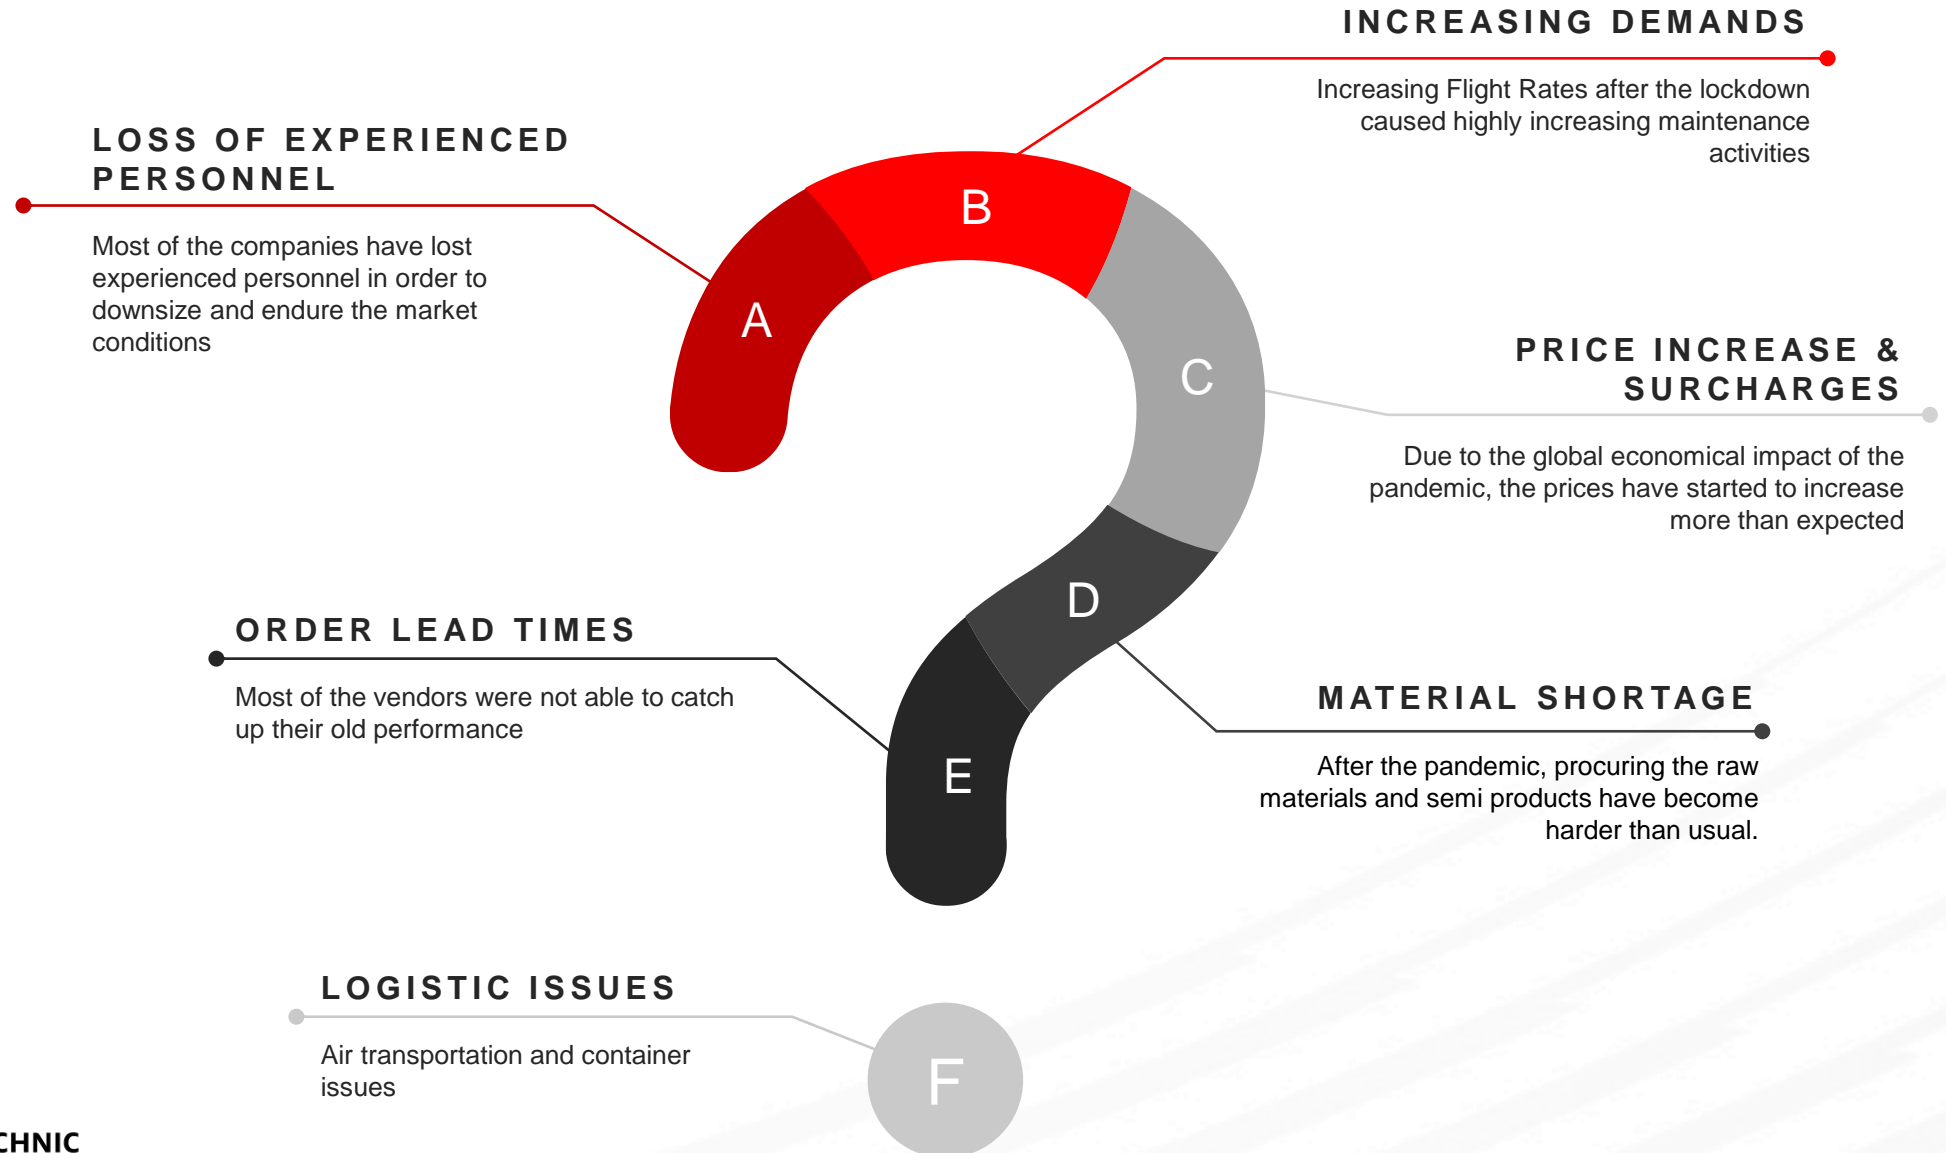 INCREASING DEMANDS
Increasing Flight Rates after the lockdown
caused highly increasing maintenance
activities
LOSS OF EXPERIENCED
PERSONNEL
Most of the companies have lost
experienced personnel in order to
downsize and endure the market
conditions
B
A
C
PRICE INCREASE &
SURCHARGES
Due to the global economical impact of the
pandemic, the prices have started to increase
more than expected
D
ORDER LEAD TIMES
Most of the vendors were not able to catch
up their old performance
E
MATERIAL SHORTAGE
After the pandemic, procuring the raw
materials and semi products have become
harder than usual.
LOGISTIC ISSUES
Air transportation and container
issues
F